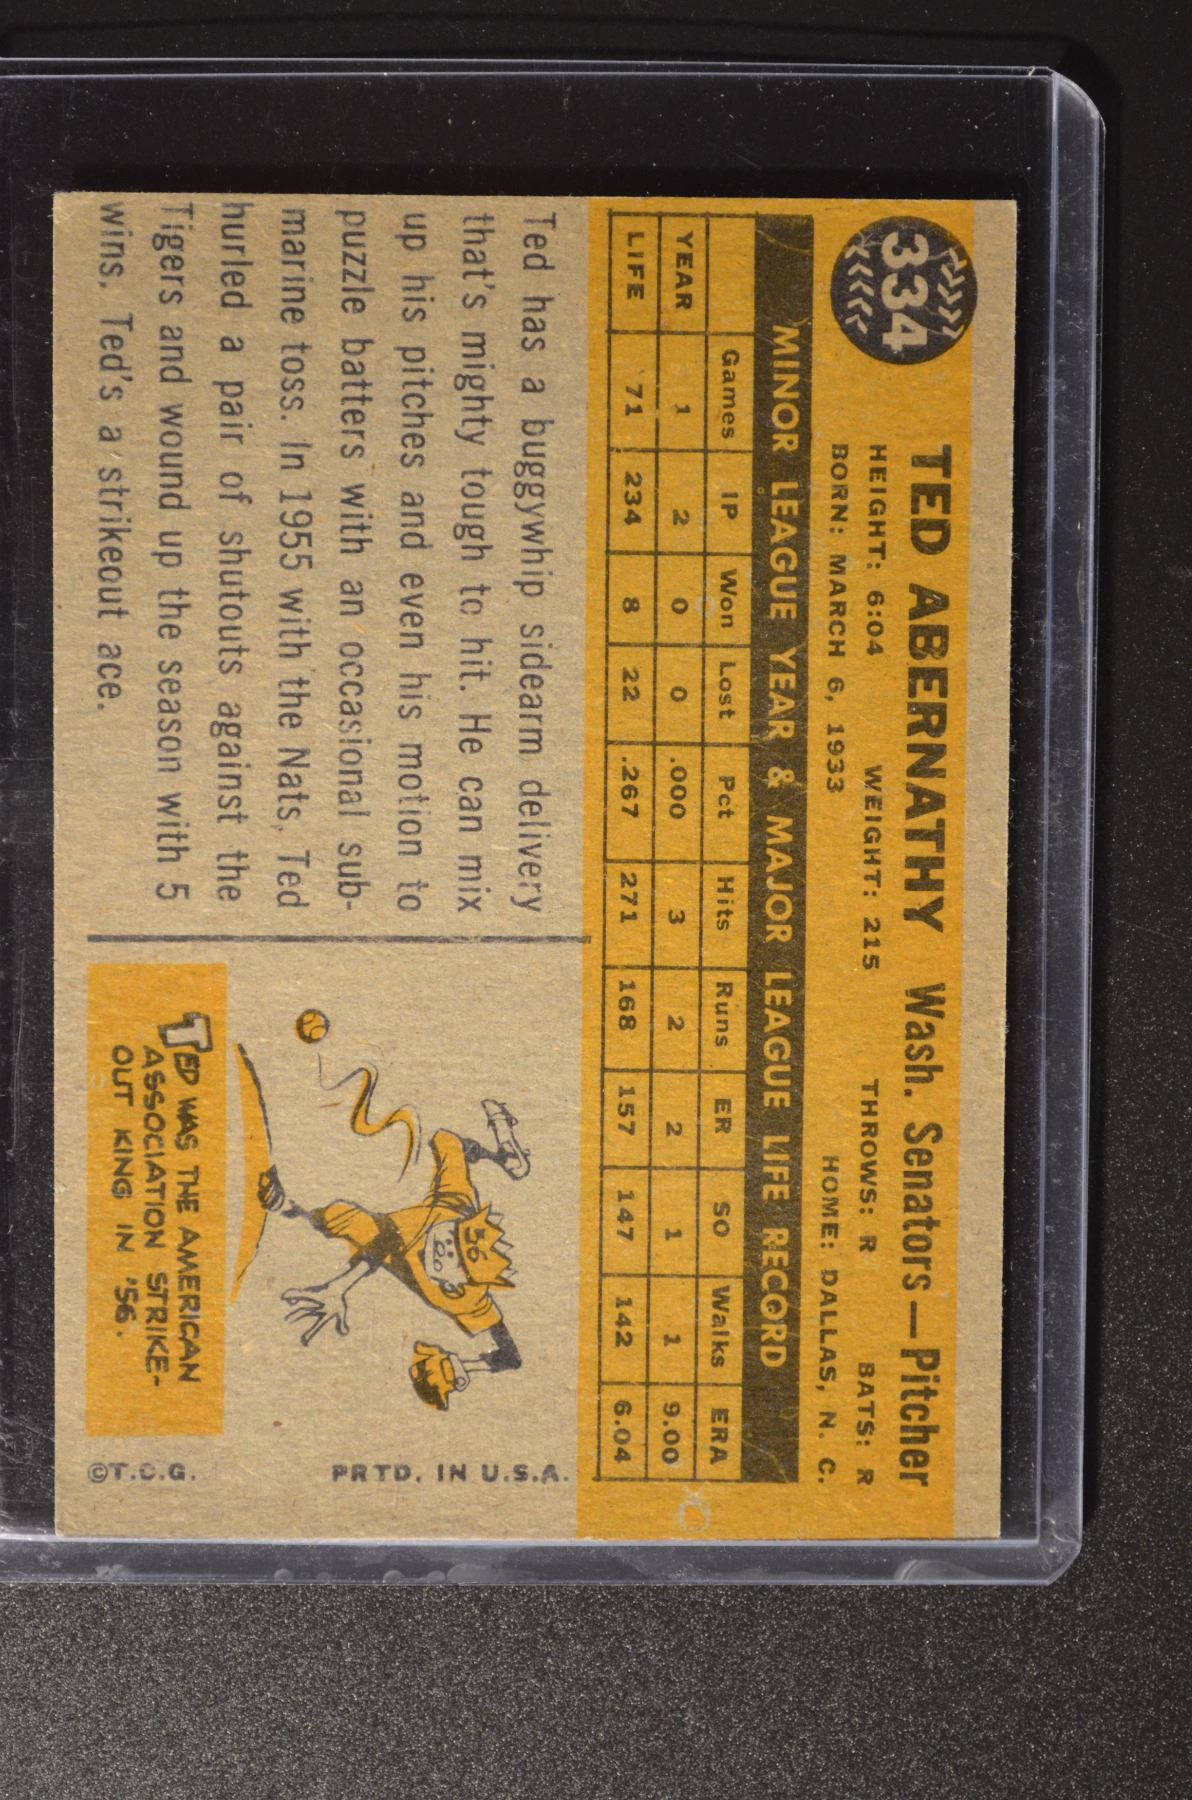 334
TED ABERNATHY Wash. Senators—Pitcher
HEIGHT: 6:04 WEIGHT: 215 THROWS: R BATS: R
BORN: MARCH 6, 1933 HOME: DALLAS, N. C.
MINOR LEAGUE YEAR & MAJOR LEAGUE LIFE RECORD
Games IP Won Lost Pct Hits Runs ER SO Walks ERA
YEAR 1 2 0 0 .000 3 2 2 1 1 9.00
LIFE 71 234 8 22 .267 271 168 157 147 142 6.04
Ted has a buggywhip sidearm delivery
that's mighty tough to hit. He can mix
up his pitches and even his motion to
puzzle batters with an occasional sub-
marine toss. In 1955 with the Nats, Ted
hurled a pair of shutouts against the
Tigers and wound up the season with 5
wins. Ted's a strikeout ace.
56
TED WAS THE AMERICAN
ASSOCIATION STRIKE-
OUT KING IN '56.
©T.C.G. PRTD. IN U.S.A.